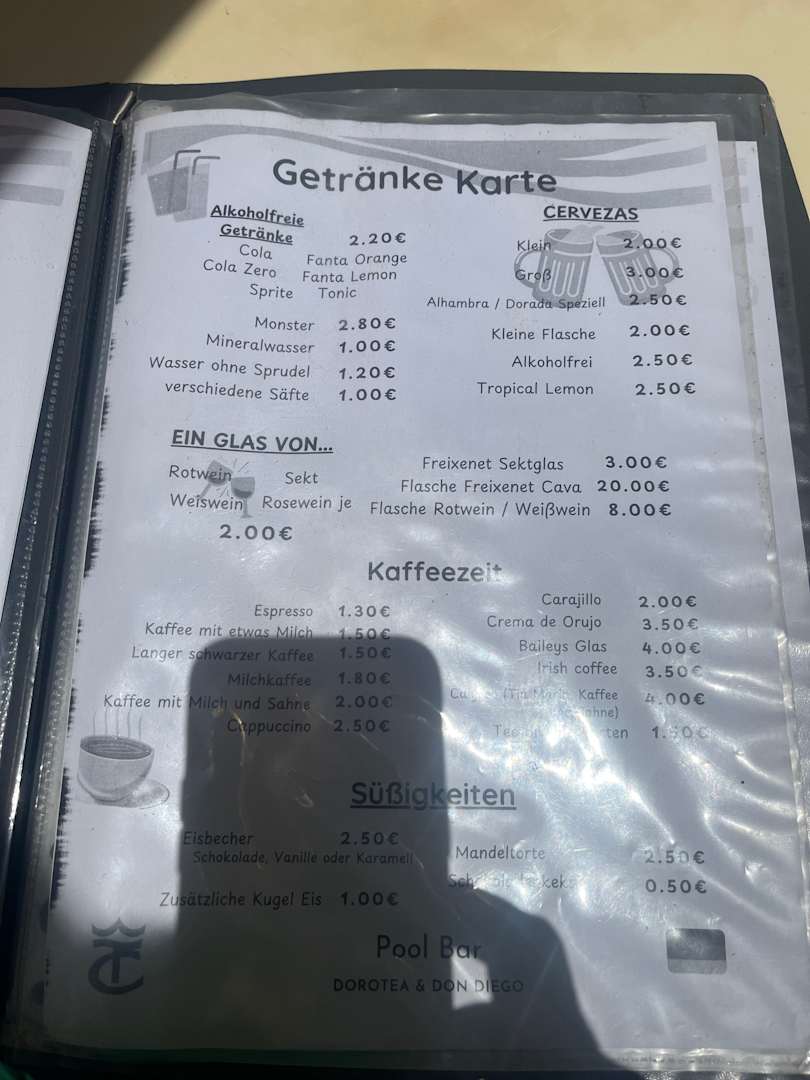 Getränke Karte
Alkoholfreie
Getränke 2.20€
Cola Fanta Orange
Cola Zero Fanta Lemon
Sprite Tonic
Monster 2.80€
Mineralwasser 1.00€
Wasser ohne Sprudel 1.20€
verschiedene Säfte 1.00€
CERVEZAS
Klein 2.00€
Groß 3.00€
Alhambra / Dorada Speziell 2.50€
Kleine Flasche 2.00€
Alkoholfrei 2.50€
Tropical Lemon 2.50€
EIN GLAS VON...
Rotwein Sekt
Weiswein Rosewein je
2.00€
Freixenet Sektglas 3.00€
Flasche Freixenet Cava 20.00€
Flasche Rotwein / Weißwein 8.00€
Kaffeezeit
Espresso 1.30€
Kaffee mit etwas Milch 1.50€
Langer schwarzer Kaffee 1.50€
Milchkaffee 1.80€
Kaffee mit Milch und Sahne 2.00€
Cappuccino 2.50€
Carajillo 2.00€
Crema de Orujo 3.50€
Baileys Glas 4.00€
Irish coffee 3.50€
Kaffee 4.00€
1.50€
Süßigkeiten
Eisbecher 2.50€
Schokolade, Vanille oder Karamell
Zusätzliche Kugel Eis 1.00€
Mandeltorte 2.50€
0.50€
Pool Bar
DOROTEA & DON DIEGO